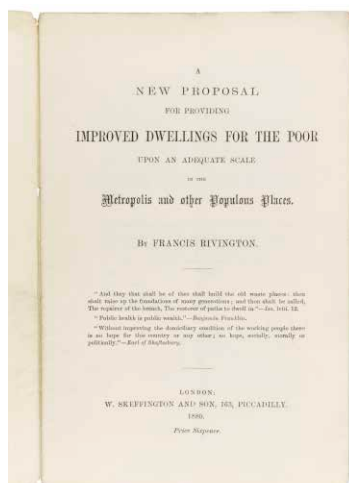 A
NEW PROPOSAL
FOR PROVIDING
IMPROVED DWELLINGS FOR THE POOR
UPON AN ADEQUATE SCALE
IN THE
Metropolis and other Populous Places.
BY FRANCIS RIVINGTON.
"And they that shall be of thee shall build the old waste places: thou
shalt raise up the foundations of many generations; and thou shalt be called,
The repairer of the breach, The restorer of paths to dwell in"—Isa. lviii. 12.
"Public health is public wealth."—Benjamin Franklin.
"Without improving the domiciliary condition of the working people there
is no hope for this country or any other; no hope, socially, morally or
politically."—Earl of Shaftesbury.
LONDON:
W. SKEFFINGTON AND SON, 163, PICCADILLY.
1880.
Price Sixpence.